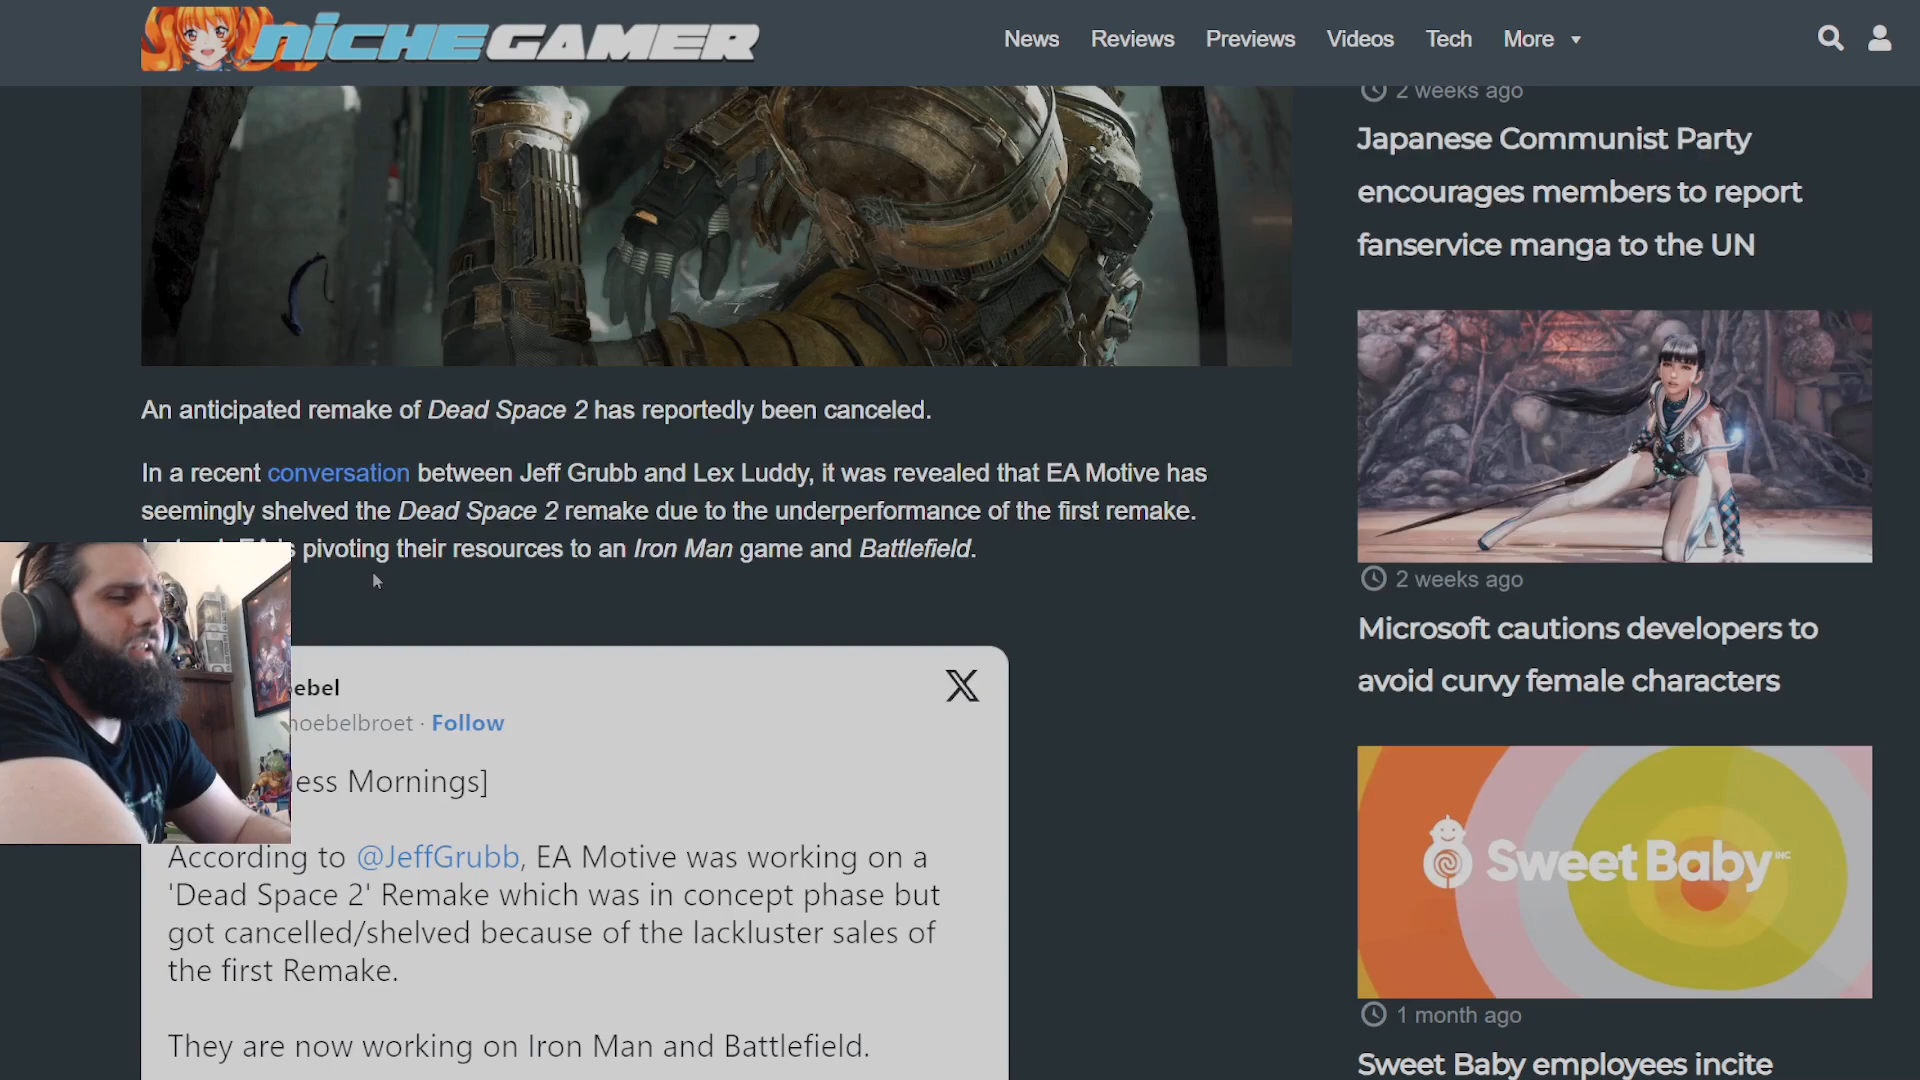 NICHEGAMER
News Reviews Previews Videos Tech More
An anticipated remake of Dead Space 2 has reportedly been canceled.
In a recent conversation between Jeff Grubb and Lex Luddy, it was revealed that EA Motive has
seemingly shelved the Dead Space 2 remake due to the underperformance of the first remake.
pivoting their resources to an Iron Man game and Battlefield.
ebel
hoebelbroet · Follow
ess Mornings]
According to @JeffGrubb, EA Motive was working on a
'Dead Space 2' Remake which was in concept phase but
got cancelled/shelved because of the lackluster sales of
the first Remake.
They are now working on Iron Man and Battlefield.
2 weeks ago
Japanese Communist Party
encourages members to report
fanservice manga to the UN
2 weeks ago
Microsoft cautions developers to
avoid curvy female characters
Sweet Baby INC
1 month ago
Sweet Baby employees incite